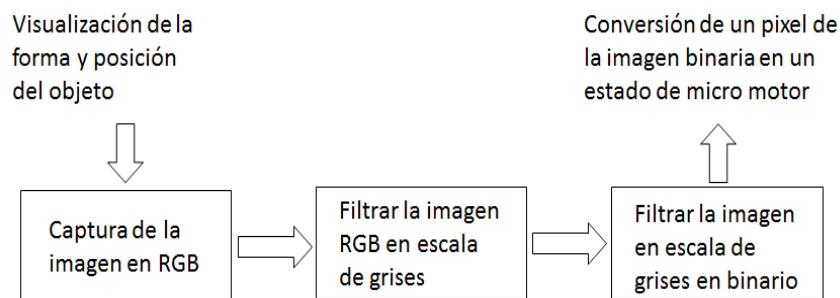 Visualización de la
forma y posición
del objeto
Captura de la
imagen en RGB
Filtrar la imagen
RGB en escala
de grises
Filtrar la imagen
en escala de
grises en binario
Conversión de un pixel de
la imagen binaria en un
estado de micro motor